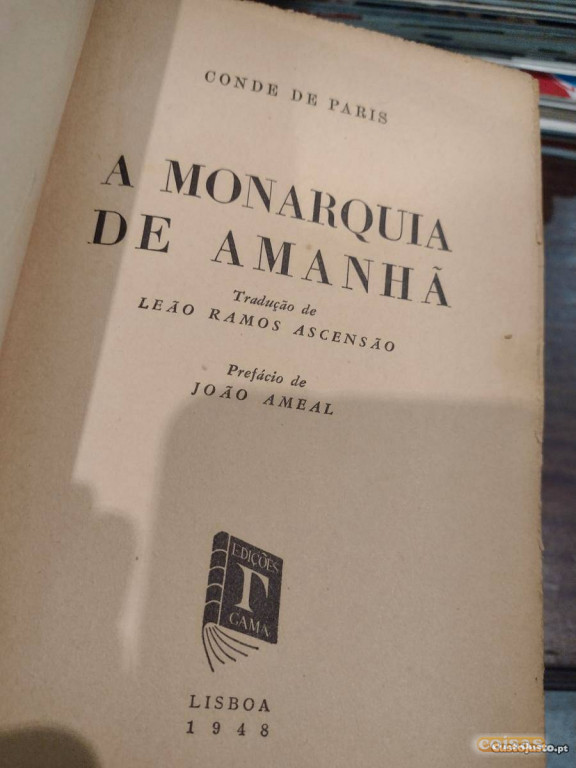 CONDE DE PARIS
A MONARQUIA
DE AMANHÃ
Tradução de
LEÃO RAMOS ASCENSÃO
Prefácio de
JOÃO AMEAL
EDIÇÕES
Γ
GAMA
LISBOA
1948
coisas
CustoJusto.pt